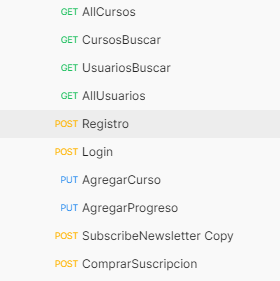 GET AllCursos
GET CursosBuscar
GET UsuariosBuscar
GET AllUsuarios
POST Registro
POST Login
PUT AgregarCurso
PUT AgregarProgreso
POST SubscribeNewsletter Copy
POST ComprarSuscripcion